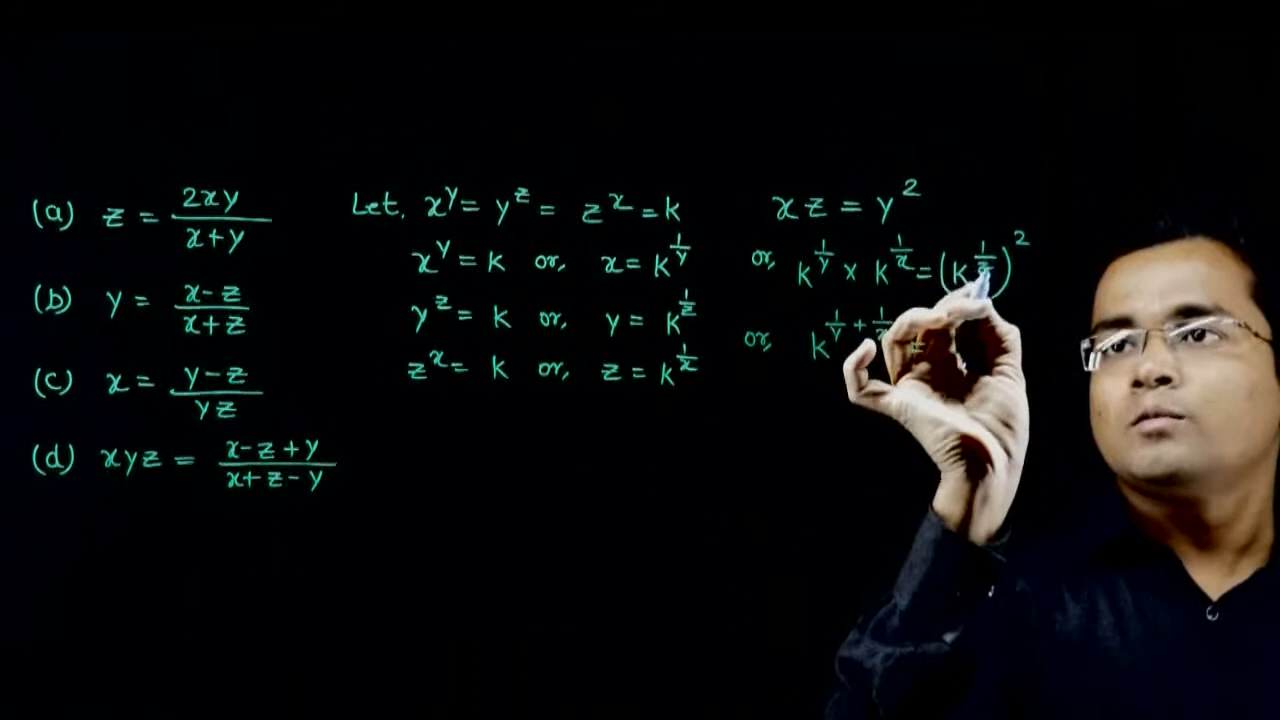 (a) z = 2xy / x+y
(b) y = x-z / x+z
(c) x = y-z / yz
(d) xyz = x-z+y / x+z-y
Let, x^y = y^z = z^x = k
x^y = k or, x = k^(1/y)
y^z = k or, y = k^(1/z)
z^x = k or, z = k^(1/x)
xz = y^2
or, k^(1/y) × k^(1/x) = (k^(1/z))^2
or, k^(1/y + 1/x) =